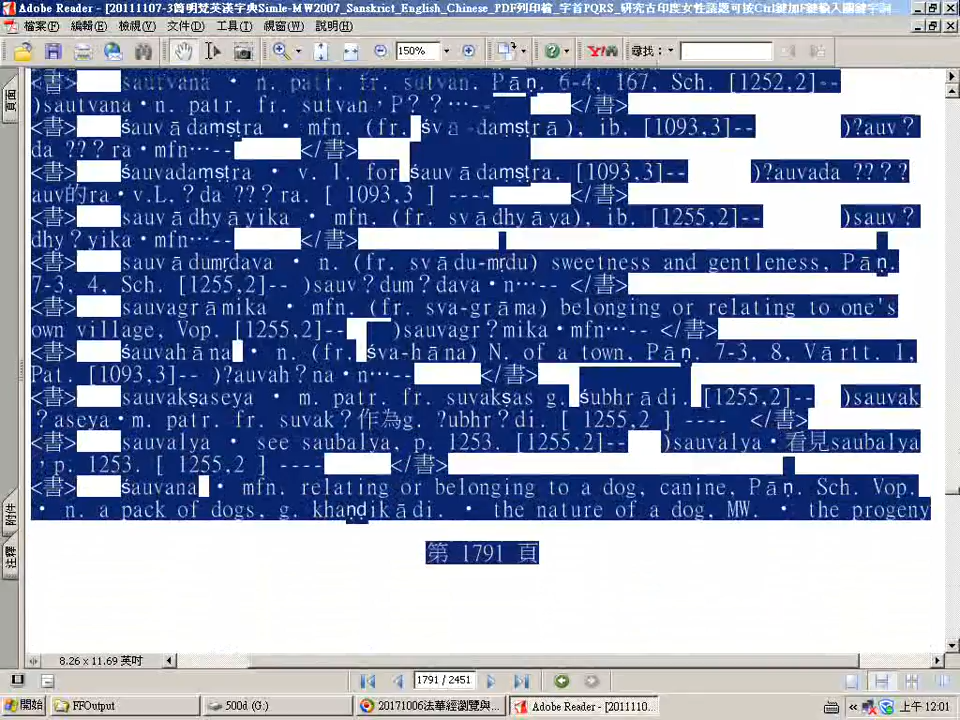 Adobe Reader - [20111107-3簡明梵英漢字典Simle-MW2007_Sanskrict_English_Chinese_PDF列印檔_字首PQRS_研究古印度女性議題可按Ctrl鍵加F鍵輸入關鍵字詞
檔案(F) 編輯(E) 檢視(V) 文件(D) 工具(T) 視窗(W) 說明(H)
150% Y! 尋找：
頁面
附件
注釋
<書> sautvana • n. patr. fr. sutvan. Pāṇ. 6-4, 167, Sch. [1252,2]--
)sautvana•n. patr. fr. sutvan，P？？…-- </書>
<書> śauvādaṃṣṭra • mfn. (fr. śvā-daṃṣṭrā), ib. [1093,3]-- )?auv？
da ???ra•mfn…-- </書>
<書> śauvadaṃṣṭra • v. l. for śauvādaṃṣṭra. [1093,3]-- )?auvada ????
auv的ra•v.L.？da ???ra. [ 1093,3 ] ---- </書>
<書> sauvādhyāyika • mfn. (fr. svādhyāya), ib. [1255,2]-- )sauv？
dhy？yika•mfn…-- </書>
<書> sauvādumṛdava • n. (fr. svādu-mṛdu) sweetness and gentleness, Pāṇ.
7-3. 4, Sch. [1255,2]-- )sauv？dum？dava•n…-- </書>
<書> sauvagrāmika • mfn. (fr. sva-grāma) belonging or relating to one's
own village, Vop. [1255,2]-- )sauvagr？mika•mfn…-- </書>
<書> śauvahāna • n. (fr. śva-hāna) N. of a town, Pāṇ. 7-3, 8, Vārtt. 1,
Pat. [1093,3]-- )?auvah？na•n…-- </書>
<書> sauvakṣaseya • m. patr. fr. suvakṣas g. śubhrādi. [1255,2]-- )sauvak
？aseya•m. patr. fr. suvak？作為g. ?ubhr？di. [ 1255,2 ] ---- </書>
<書> sauvalya • see saubalya, p. 1253. [1255,2]-- )sauvalya•看見saubalya
，p. 1253. [ 1255,2 ] ---- </書>
<書> śauvana • mfn. relating or belonging to a dog, canine, Pāṇ. Sch. Vop.
• n. a pack of dogs, g. khaṇḍikādi. • the nature of a dog, MW. • the progeny
第 1791 頁
8.26 x 11.69 英吋
1791 / 2451
開始 FFOutput 500d (G:) 20171006法華經瀏覽與... Adobe Reader - [2011110... « 上午 12:01